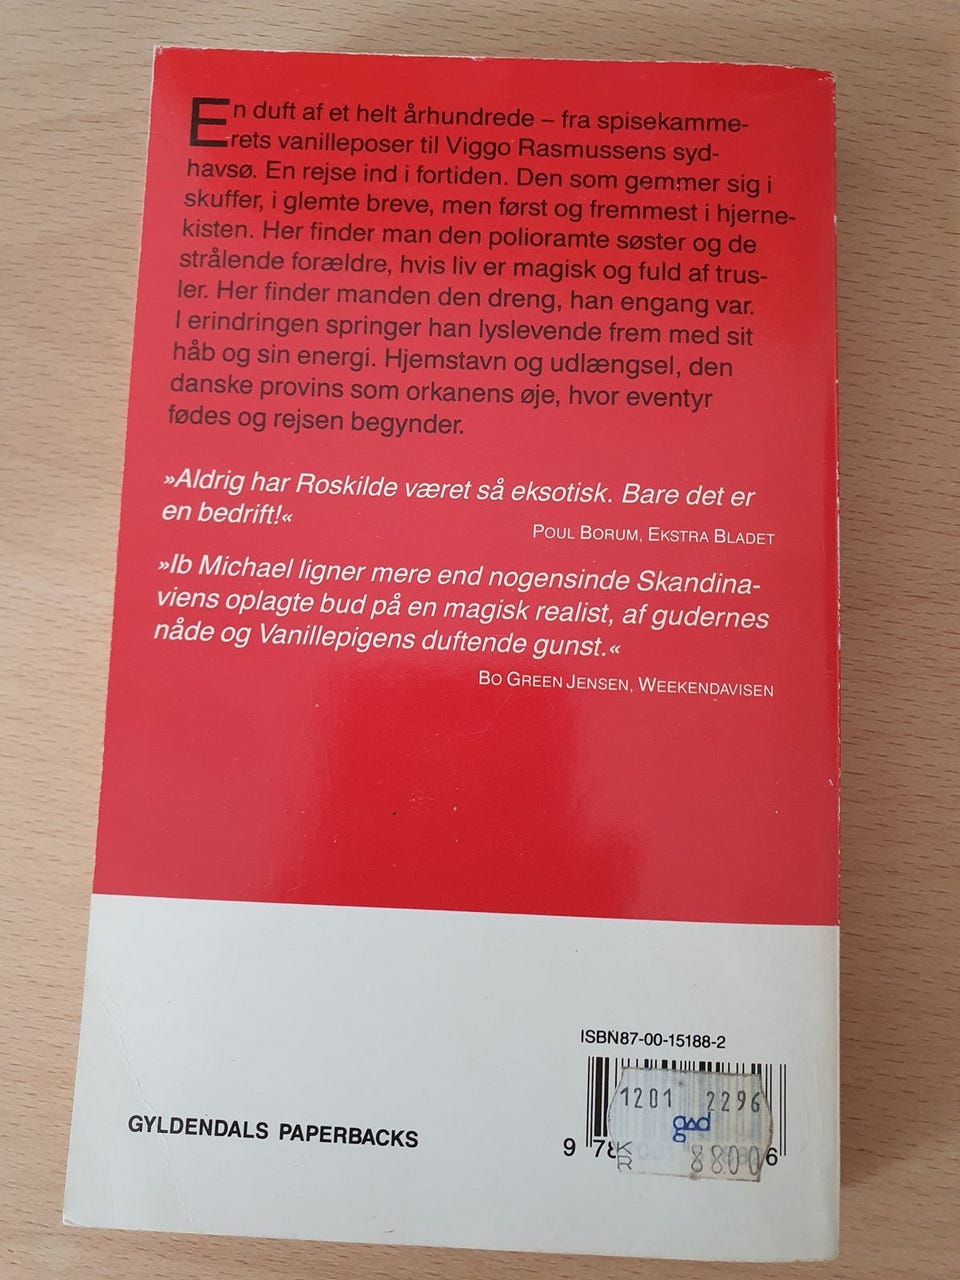 En duft af et helt århundrede – fra spisekamme-
rets vanilleposer til Viggo Rasmussens syd-
havsø. En rejse ind i fortiden. Den som gemmer sig i
skuffer, i glemte breve, men først og fremmest i hjerne-
kisten. Her finder man den polioramte søster og de
strålende forældre, hvis liv er magisk og fuld af trus-
ler. Her finder manden den dreng, han engang var.
I erindringen springer han lyslevende frem med sit
håb og sin energi. Hjemstavn og udlængsel, den
danske provins som orkanens øje, hvor eventyr
fødes og rejsen begynder.
»Aldrig har Roskilde været så eksotisk. Bare det er
en bedrift!«
POUL BORUM, EKSTRA BLADET
»Ib Michael ligner mere end nogensinde Skandina-
viens oplagte bud på en magisk realist, af gudernes
nåde og Vanillepigens duftende gunst.«
BO GREEN JENSEN, WEEKENDAVISEN
ISBN87-00-15188-2
1201 2296
gad
KR 8800
9 78 6
GYLDENDALS PAPERBACKS